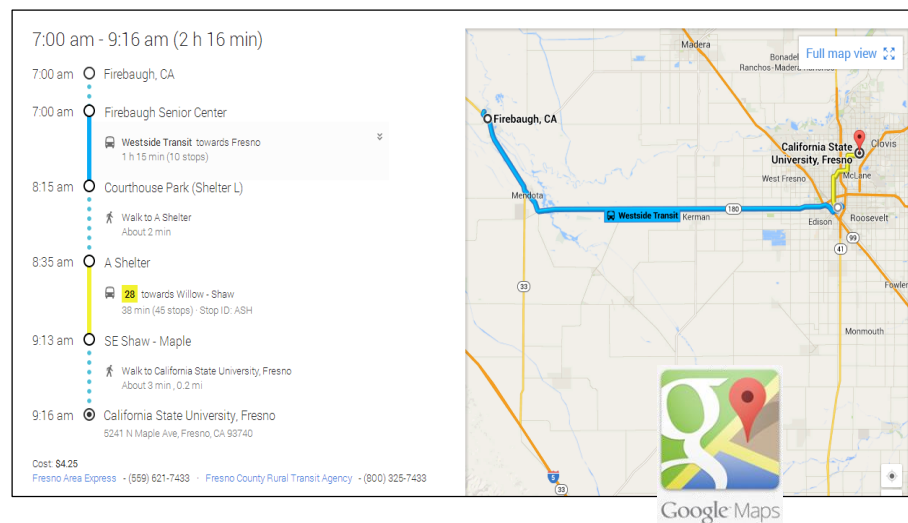 7:00 am - 9:16 am (2 h 16 min)
7:00 am Firebaugh, CA
7:00 am Firebaugh Senior Center
Westside Transit towards Fresno
1 h 15 min (10 stops)
8:15 am Courthouse Park (Shelter L)
Walk to A Shelter
About 2 min
8:35 am A Shelter
28 towards Willow - Shaw
38 min (45 stops) · Stop ID: ASH
9:13 am SE Shaw - Maple
Walk to California State University, Fresno
About 3 min , 0.2 mi
9:16 am California State University, Fresno
5241 N Maple Ave, Fresno, CA 93740
Cost: $4.25
Fresno Area Express - (559) 621-7433 - Fresno County Rural Transit Agency - (800) 325-7433
Madera
Full map view
Ranchos-Madera
Firebaugh, CA
California State
University, Fresno
Clovis
West Fresno
McLane
Mendota
Westside Transit
Kerman
180
Edison
Roosevelt
99
41
33
Fowler
Monmouth
5
33
g
Google Maps